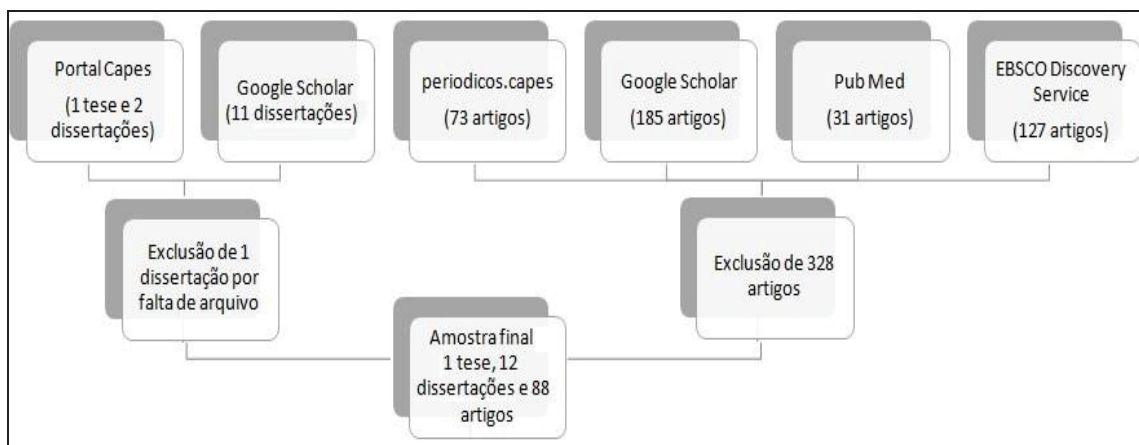 Portal Capes
(1 tese e 2
dissertações)
Google Scholar
(11 dissertações)
periodicos.capes
(73 artigos)
Google Scholar
(185 artigos)
Pub Med
(31 artigos)
EBSCO Discovery
Service
(127 artigos)
Exclusão de 1
dissertação por
falta de arquivo
Exclusão de 328
artigos
Amostra final
1 tese, 12
dissertações e 88
artigos